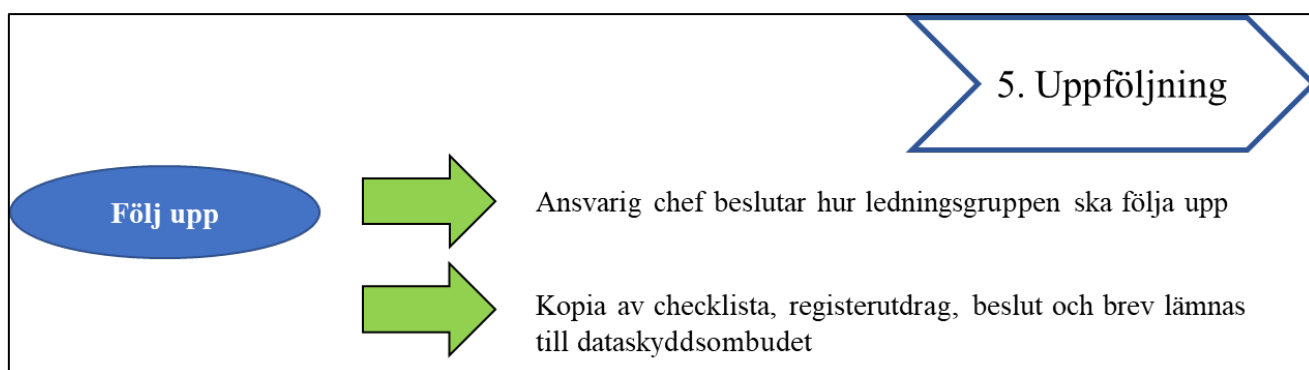 5. Uppföljning
Följ upp
Ansvarig chef beslutar hur ledningsgruppen ska följa upp
Kopia av checklista, registerutdrag, beslut och brev lämnas
till dataskyddsombudet